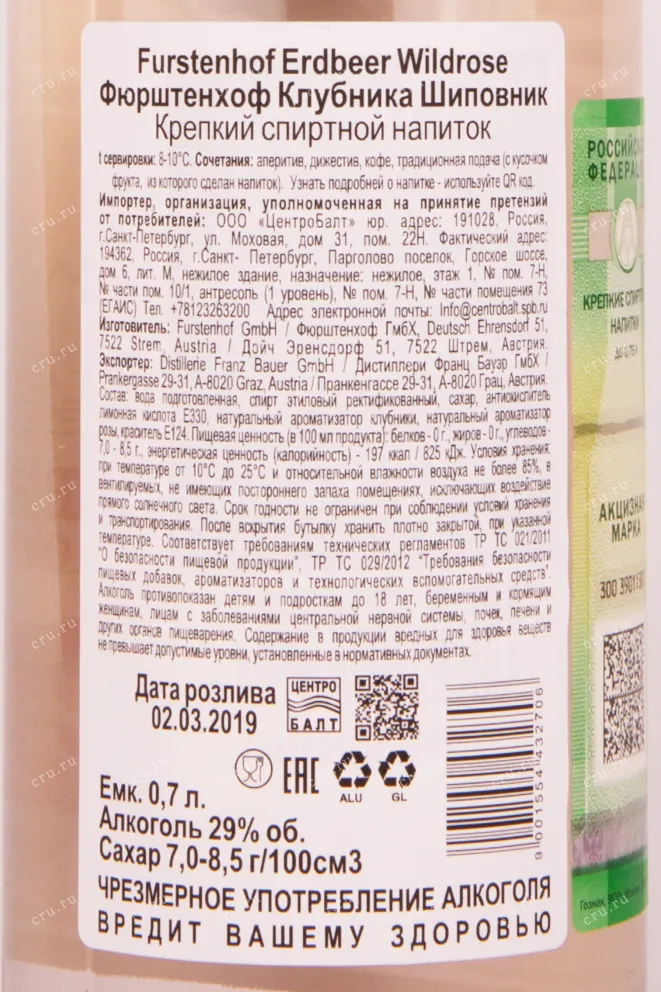 Furstenhof Erdbeer Wildrose
Фюрштенхоф Клубника Шиповник
Крепкий спиртной напиток
t сервировки: 8-10°С. Сочетания: аперитив, дижестив, кофе, традиционная подача (с кусочком
фрукта, из которого сделан напиток). Узнать подробней о напитке - используйте QR код.
Импортер, организация, уполномоченная на принятие претензий
от потребителей: ООО «ЦентроБалт» юр. адрес: 191028, Россия,
г.Санкт-Петербург, ул. Моховая, дом 31, пом. 22Н. Фактический адрес:
194362, Россия, г.Санкт- Петербург, Парголово поселок, Горское шоссе,
дом 6, лит. М, нежилое здание, назначение: нежилое, этаж 1, № пом. 7-Н,
№ части пом. 10/1, антресоль (1 уровень), № пом. 7-Н, № части помещения 73
(ЕГАИС) Тел. +78123263200 Адрес электронной почты: Info@centrobalt.spb.ru
Изготовитель: Furstenhof GmbH / Фюрштенхоф ГмбХ, Deutsch Ehrensdorf 51,
7522 Strem, Austria / Дойч Эренсдорф 51, 7522 Штрем, Австрия.
Экспортер: Distillerie Franz Bauer GmbH / Дистиллери Франц Бауэр ГмбХ /
Prankergasse 29-31, A-8020 Graz, Austria / Пранкенгассе 29-31, А-8020 Грац, Австрия.
Состав: вода подготовленная, спирт этиловый ректификованный, сахар, антиокислитель
лимонная кислота Е330, натуральный ароматизатор клубники, натуральный ароматизатор
розы, краситель Е124. Пищевая ценность (в 100 мл продукта): белков - 0 г., жиров - 0 г., углеводов -
7,0 - 8,5 г., энергетическая ценность (калорийность) - 197 ккал / 825 кДж. Условия хранения:
при температуре от 10°С до 25°С и относительной влажности воздуха не более 85%, в
вентилируемых, не имеющих постороннего запаха помещениях, исключающих воздействие
прямого солнечного света. Срок годности не ограничен при соблюдении условий хранения
и транспортирования. После вскрытия бутылку хранить плотно закрытой, при указанной
температуре. Соответствует требованиям технических регламентов ТР ТС 021/2011
"О безопасности пищевой продукции", ТР ТС 029/2012 "Требования безопасности
пищевых добавок, ароматизаторов и технологических вспомогательных средств".
Алкоголь противопоказан детям и подросткам до 18 лет, беременным и кормящим
женщинам, лицам с заболеваниями центральной нервной системы, почек, печени и
других органов пищеварения. Содержание в продукции вредных для здоровья веществ
не превышает допустимые уровни, установленные в нормативных документах.
Дата розлива
02.03.2019
ЦЕНТРО
БАЛТ
ЕАС
ALU
GL
9 001554 432706
Емк. 0,7 л.
Алкоголь 29% об.
Сахар 7,0-8,5 г/100см3
ЧРЕЗМЕРНОЕ УПОТРЕБЛЕНИЕ АЛКОГОЛЯ
ВРЕДИТ ВАШЕМУ ЗДОРОВЬЮ
РОССИЙСК
ФЕДЕРАЦ
КРЕПКИЕ СПИРТ
НАПИТКИ
ДО 0,75 Л
АКЦИЗНАЯ
МАРКА
300 39011
cru.ru